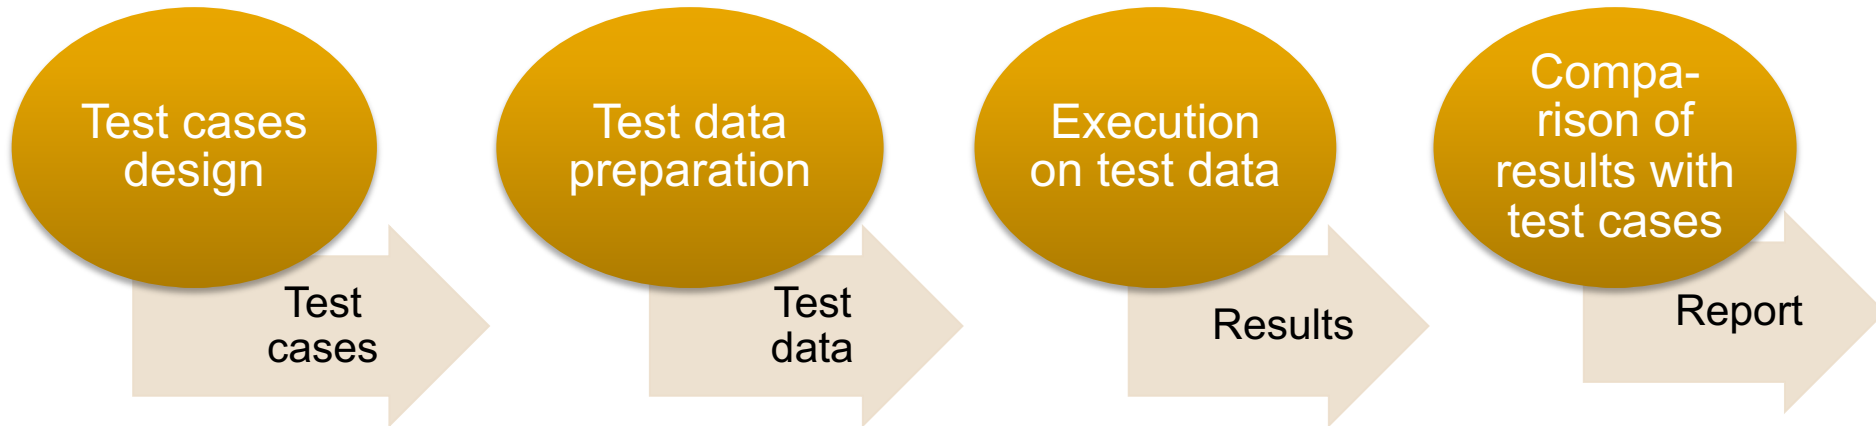 Test cases
design
Test
cases
Test data
preparation
Test
data
Execution
on test data
Results
Compa-
rison of
results with
test cases
Report